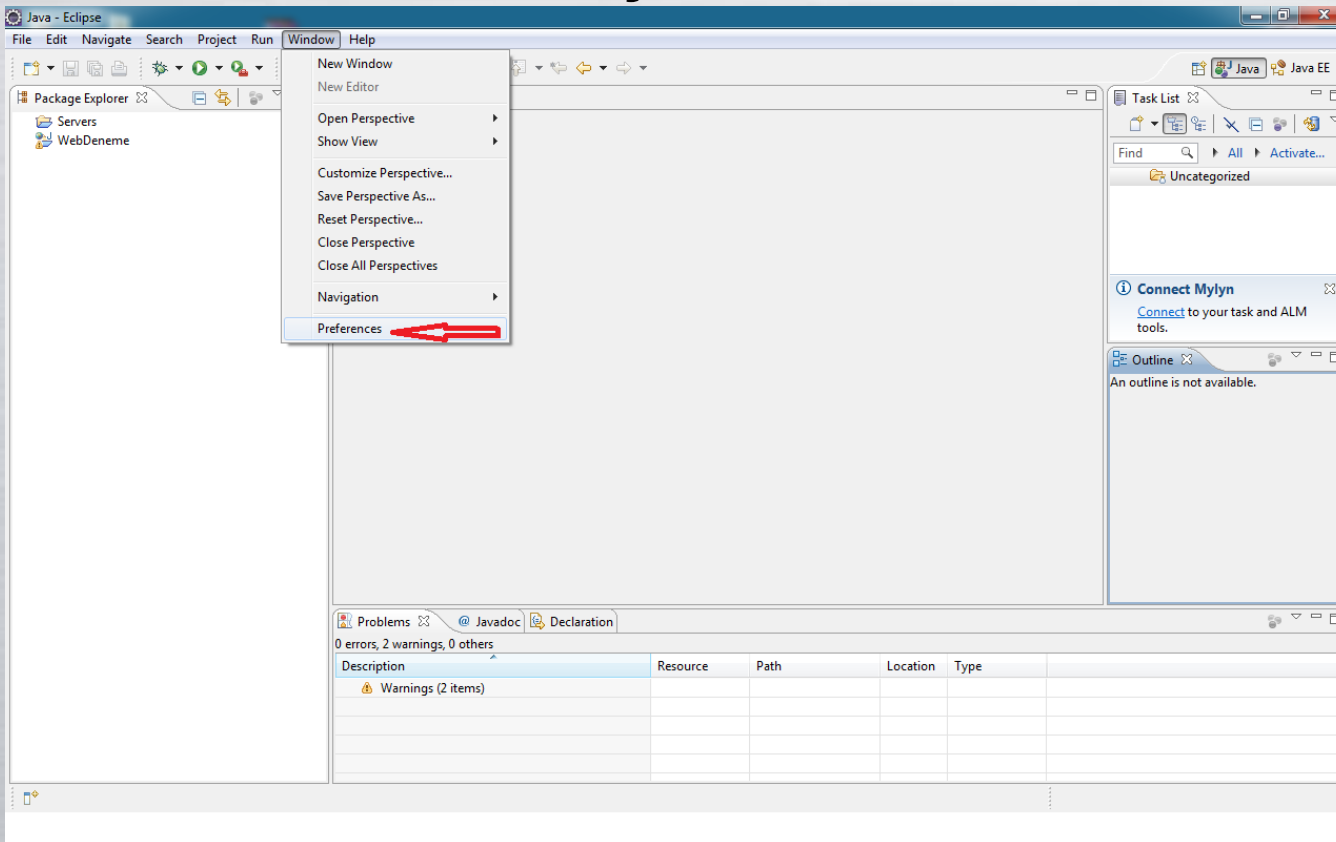 Java - Eclipse
File Edit Navigate Search Project Run Window Help
New Window
New Editor
Open Perspective
Show View
Customize Perspective...
Save Perspective As...
Reset Perspective...
Close Perspective
Close All Perspectives
Navigation
Preferences
Java Java EE
Package Explorer
Servers
WebDeneme
Task List
Find All Activate...
Uncategorized
Connect Mylyn
Connect to your task and ALM
tools.
Outline
An outline is not available.
Problems @ Javadoc Declaration
0 errors, 2 warnings, 0 others
Description Resource Path Location Type
Warnings (2 items)